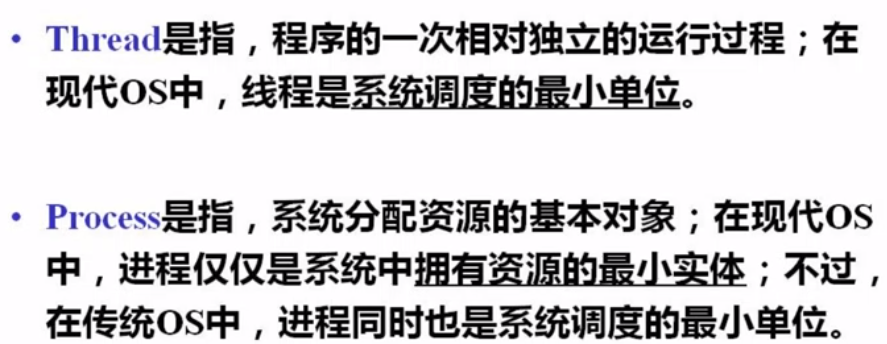 • Thread是指，程序的一次相对独立的运行过程；在
现代OS中，线程是系统调度的最小单位。
• Process是指，系统分配资源的基本对象；在现代OS
中，进程仅仅是系统中拥有资源的最小实体；不过，
在传统OS中，进程同时也是系统调度的最小单位。